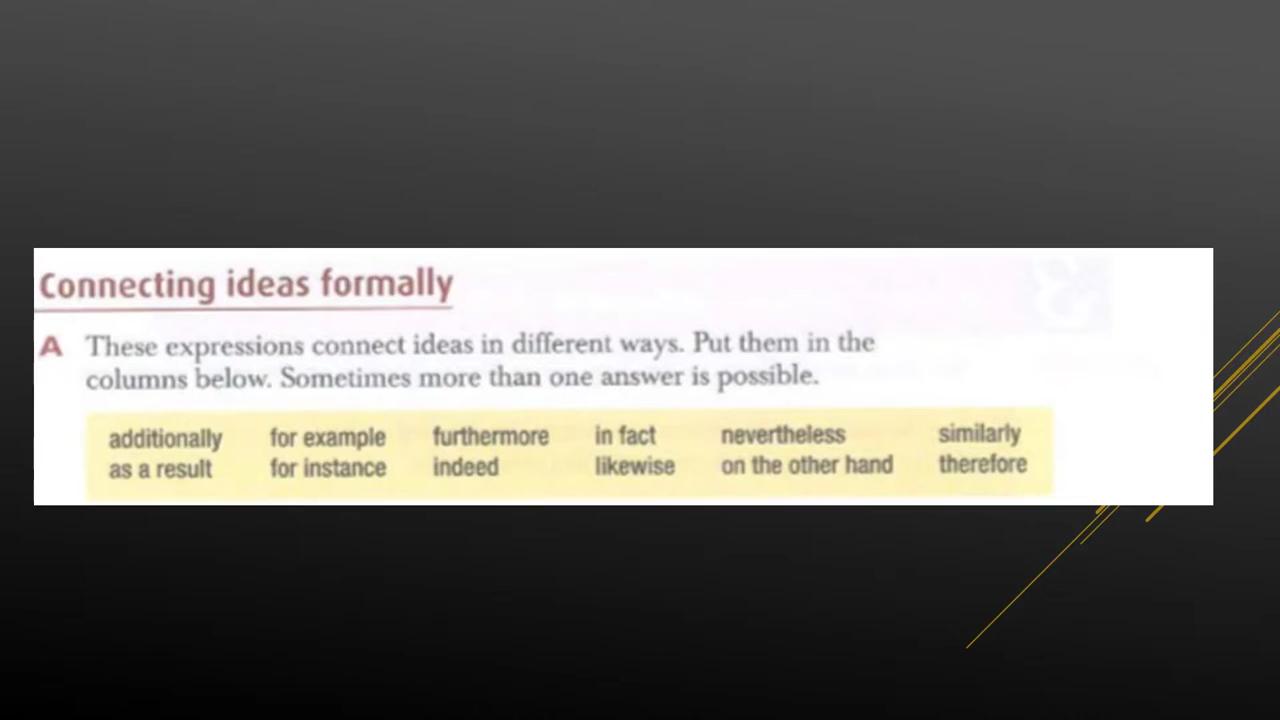 Connecting ideas formally
A These expressions connect ideas in different ways. Put them in the
columns below. Sometimes more than one answer is possible.
additionally for example furthermore in fact nevertheless similarly
as a result for instance indeed likewise on the other hand therefore